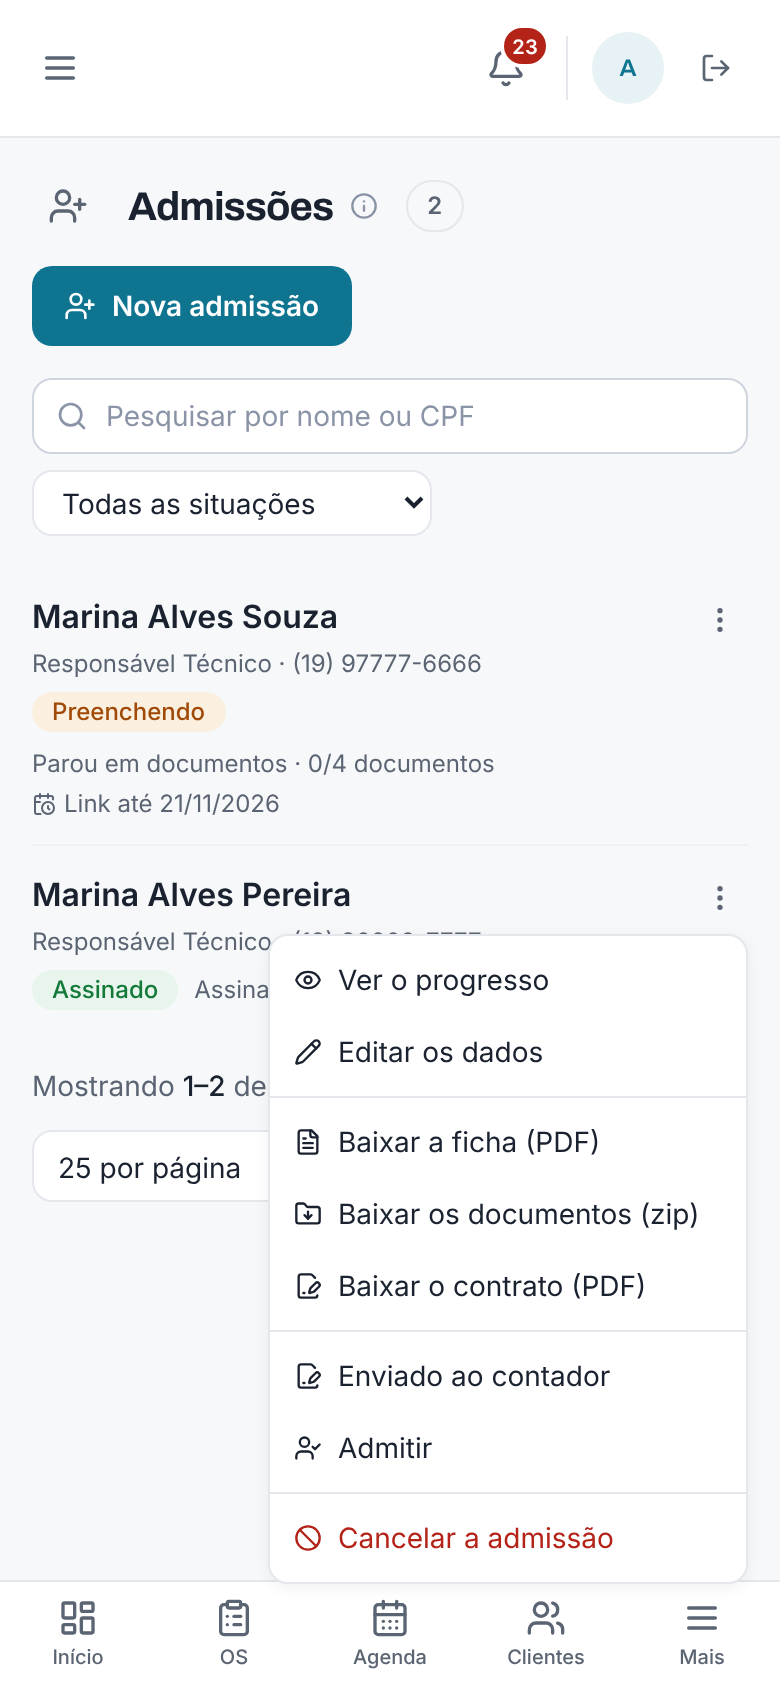 23
A
Admissões
2
Nova admissão
Pesquisar por nome ou CPF
Todas as situações
Marina Alves Souza
Responsável Técnico · (19) 97777-6666
Preenchendo
Parou em documentos · 0/4 documentos
Link até 21/11/2026
Marina Alves Pereira
Responsável Técnico
Assinado
Mostrando 1–2 de
25 por página
Ver o progresso
Editar os dados
Baixar a ficha (PDF)
Baixar os documentos (zip)
Baixar o contrato (PDF)
Enviado ao contador
Admitir
Cancelar a admissão
Início
OS
Agenda
Clientes
Mais